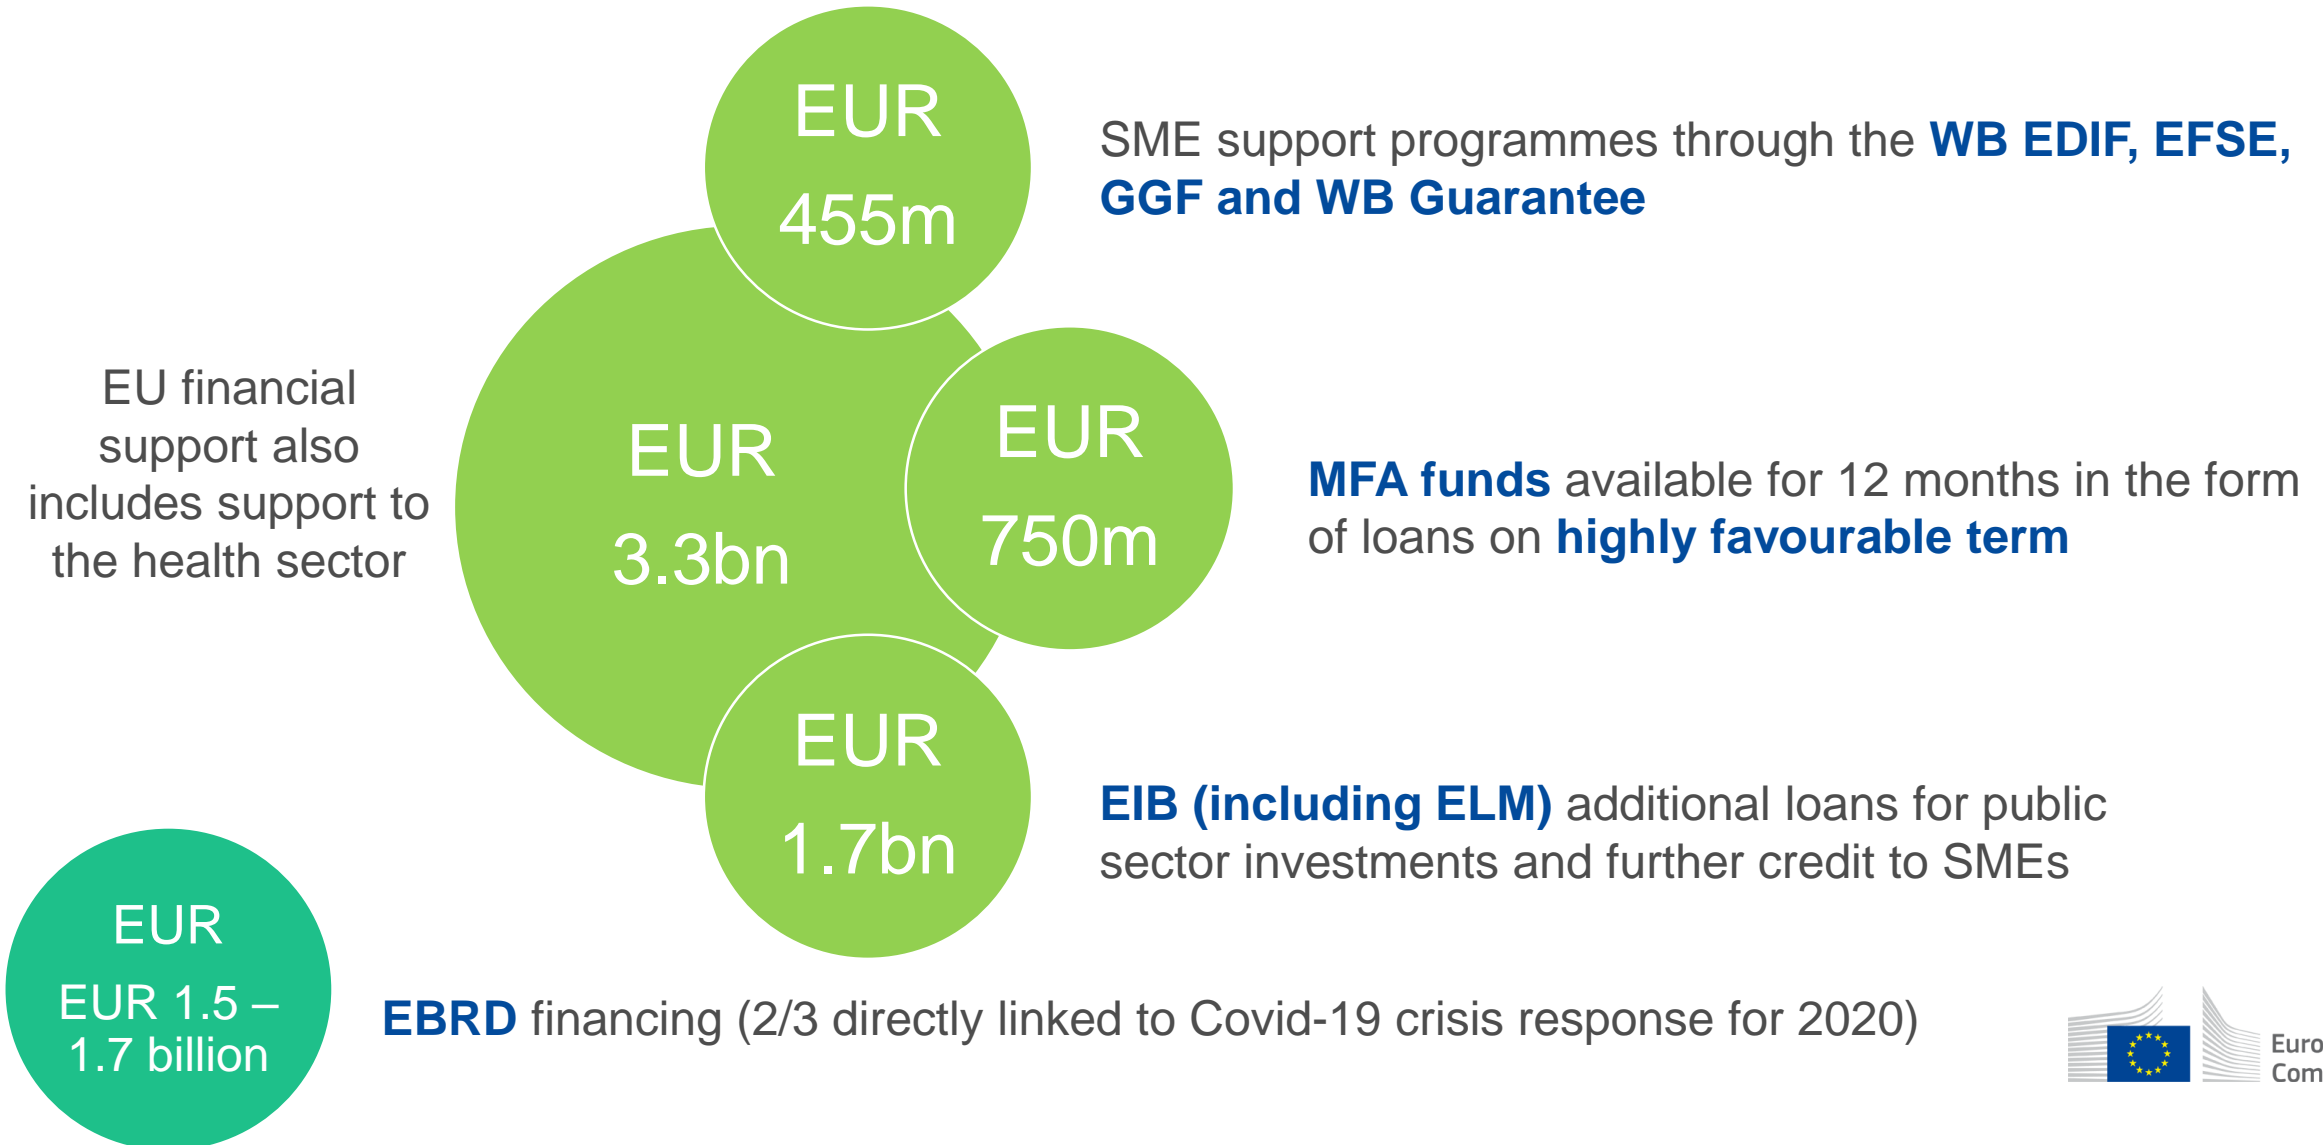 EUR
455m
SME support programmes through the WB EDIF, EFSE,
GGF and WB Guarantee
EU financial
support also
includes support to
the health sector
EUR
3.3bn
EUR
750m
MFA funds available for 12 months in the form
of loans on highly favourable term
EUR
1.7bn
EIB (including ELM) additional loans for public
sector investments and further credit to SMEs
EUR
EUR 1.5 –
1.7 billion
EBRD financing (2/3 directly linked to Covid-19 crisis response for 2020)
Euro
Com